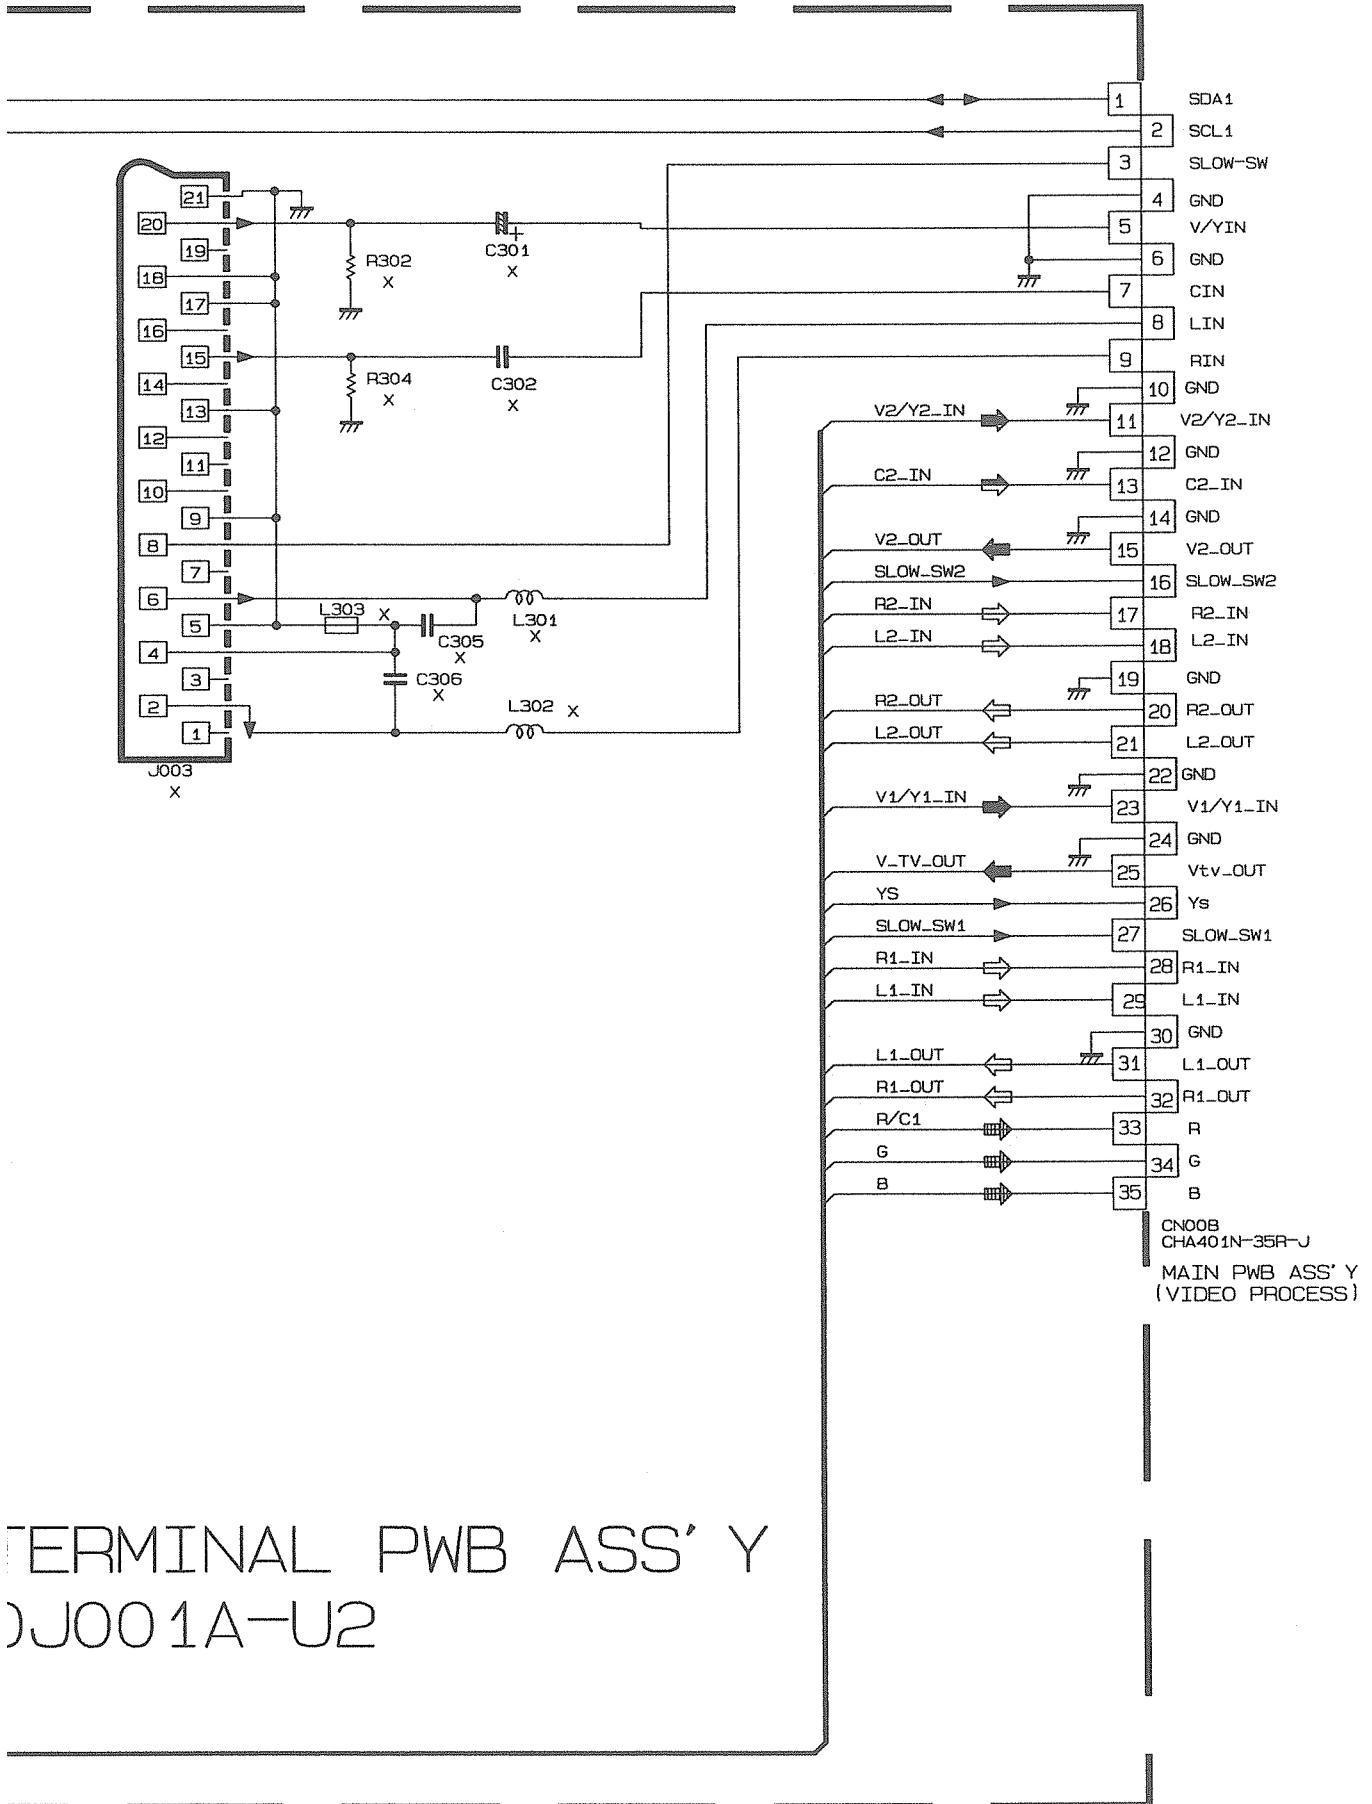 1 SDA1
2 SCL1
3 SLOW-SW
4 GND
5 V/YIN
6 GND
7 CIN
8 LIN
9 RIN
10 GND
V2/Y2_IN 11 V2/Y2_IN
12 GND
C2_IN 13 C2_IN
14 GND
V2_OUT 15 V2_OUT
SLOW_SW2 16 SLOW_SW2
R2_IN 17 R2_IN
L2_IN 18 L2_IN
19 GND
R2_OUT 20 R2_OUT
L2_OUT 21 L2_OUT
22 GND
V1/Y1_IN 23 V1/Y1_IN
24 GND
V_TV_OUT 25 Vtv_OUT
YS 26 Ys
SLOW_SW1 27 SLOW_SW1
R1_IN 28 R1_IN
L1_IN 29 L1_IN
30 GND
L1_OUT 31 L1_OUT
R1_OUT 32 R1_OUT
R/C1 33 R
G 34 G
B 35 B
CN00B
CHA401N-35R-J
MAIN PWB ASS'Y
(VIDEO PROCESS)
21
20
19
18
17
16
15
14
13
12
11
10
9
8
7
6
5
4
3
2
1
J003
X
R302
X
C301
+
X
R304
X
C302
X
L303 X
C305
X
L301
X
C306
X
L302 X
TERMINAL PWB ASS'Y
J001A-U2